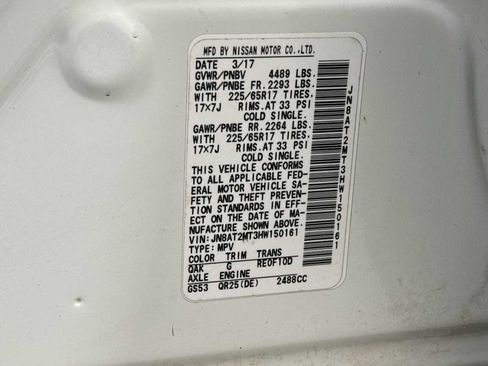 MFD BY NISSAN MOTOR CO.,LTD.
DATE 3/17
GVWR/PNBV 4489 LBS.
GAWR/PNBE FR. 2293 LBS.
WITH 225/65R17 TIRES.
17×7J RIMS.AT 33 PSI
COLD SINGLE.
GAWR/PNBE RR. 2264 LBS.
WITH 225/65R17 TIRES.
17×7J RIMS.AT 33 PSI
COLD SINGLE.
THIS VEHICLE CONFORMS
TO ALL APPLICABLE FED-
ERAL MOTOR VEHICLE SA-
FETY AND THEFT PREVEN-
TION STANDARDS IN EFF-
ECT ON THE DATE OF MA-
NUFACTURE SHOWN ABOVE.
VIN: JN8AT2MT3HW150161
TYPE: MPV
COLOR TRIM TRANS
QAK G RE0F10D
AXLE ENGINE
GS53 QR25(DE) 2488CC
JN8AT2MT3HW150161